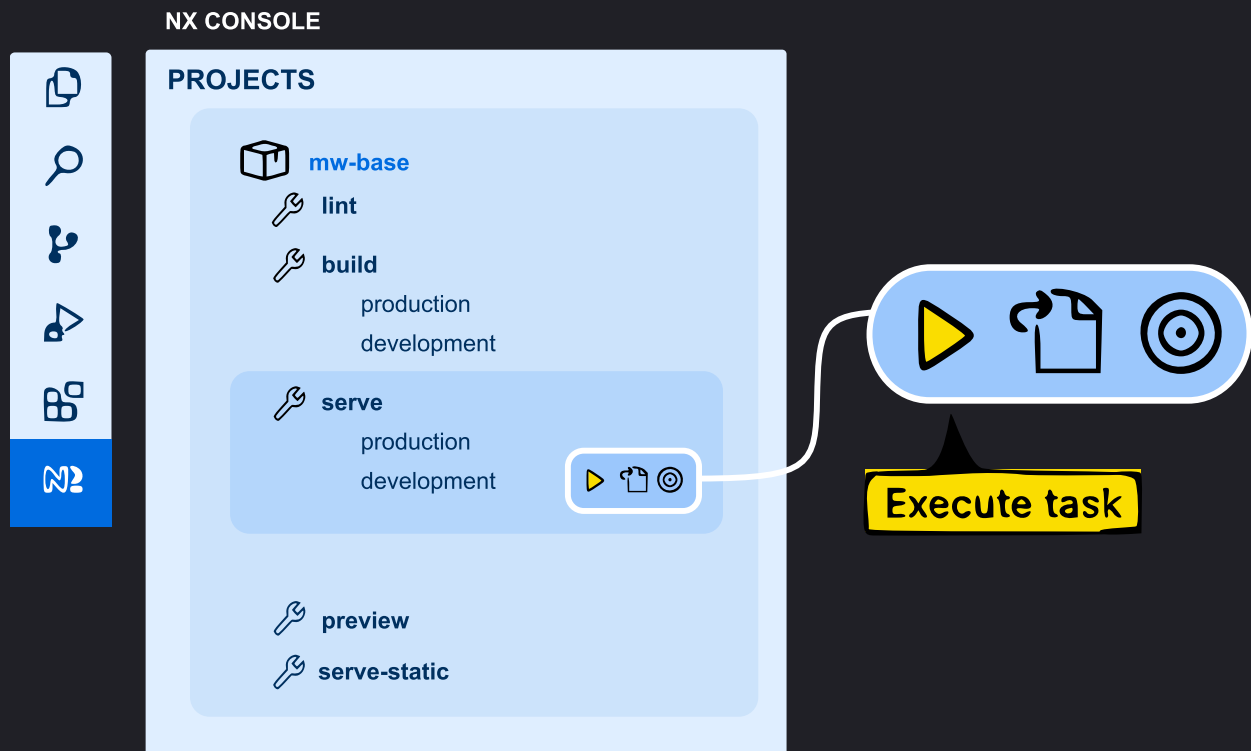 NX CONSOLE
PROJECTS
mw-base
lint
build
production
development
serve
production
development
Execute task
preview
serve-static